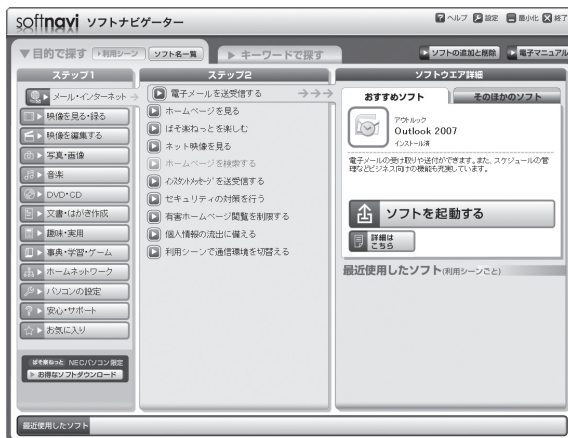 softnavi ソフトナビゲーター
ヘルプ 設定 最小化 終了
▼目的で探す ▶利用シーン ソフト名一覧 ▶ キーワードで探す ▶ソフトの追加と削除 ▶電子マニュアル
ステップ1
メール・インターネット
映像を見る・録る
映像を編集する
写真・画像
音楽
DVD・CD
文書・はがき作成
趣味・実用
事典・学習・ゲーム
ホームネットワーク
パソコンの設定
安心・サポート
お気に入り
ぱそ楽ねっと NECパソコン限定
▶ お得なソフトダウンロード
ステップ2
電子メールを送受信する
ホームページを見る
ぱそ楽ねっとを楽しむ
ネット映像を見る
ホームページを検索する
インスタントメッセージを送受信する
セキュリティの対策を行う
有害ホームページ閲覧を制限する
個人情報の流出に備える
利用シーンで通信環境を切替える
ソフトウエア詳細
おすすめソフト そのほかのソフト
アウトルック
Outlook 2007
インストール済
電子メールの受け取りや送付ができます。また、スケジュールの管
理などビジネス向けの機能も充実しています。
ソフトを起動する
詳細は
こちら
最近使用したソフト(利用シーンごと)
最近使用したソフト